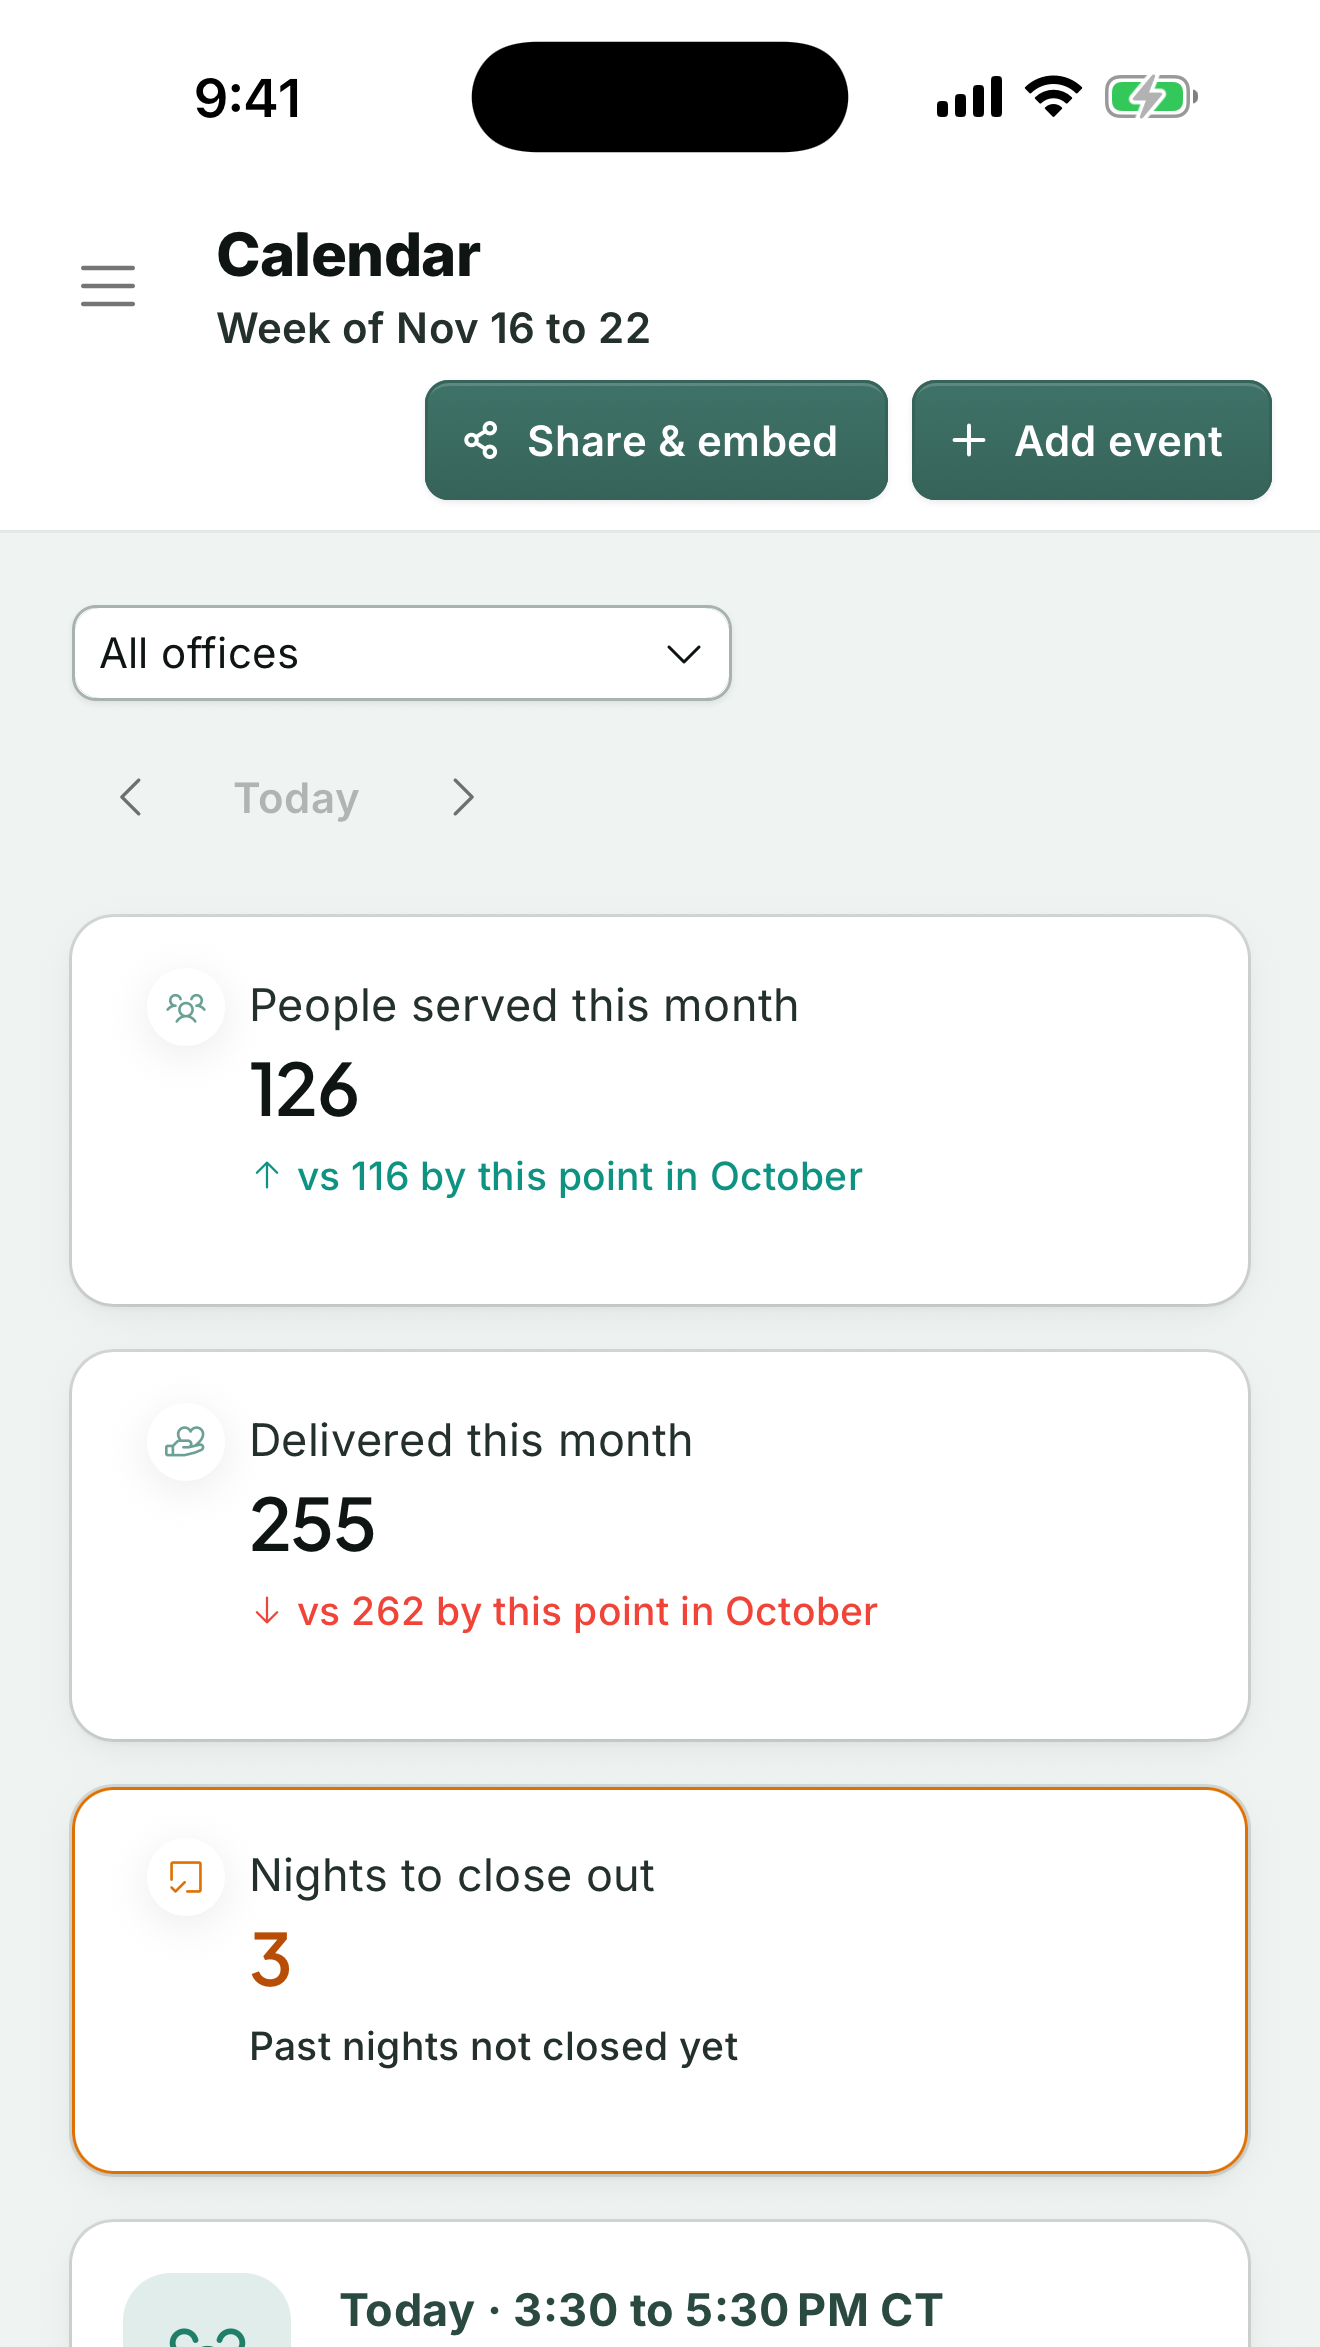 9:41
Calendar
Week of Nov 16 to 22
Share & embed
Add event
All offices
Today
People served this month
126
↑ vs 116 by this point in October
Delivered this month
255
↓ vs 262 by this point in October
Nights to close out
3
Past nights not closed yet
Today · 3:30 to 5:30 PM CT